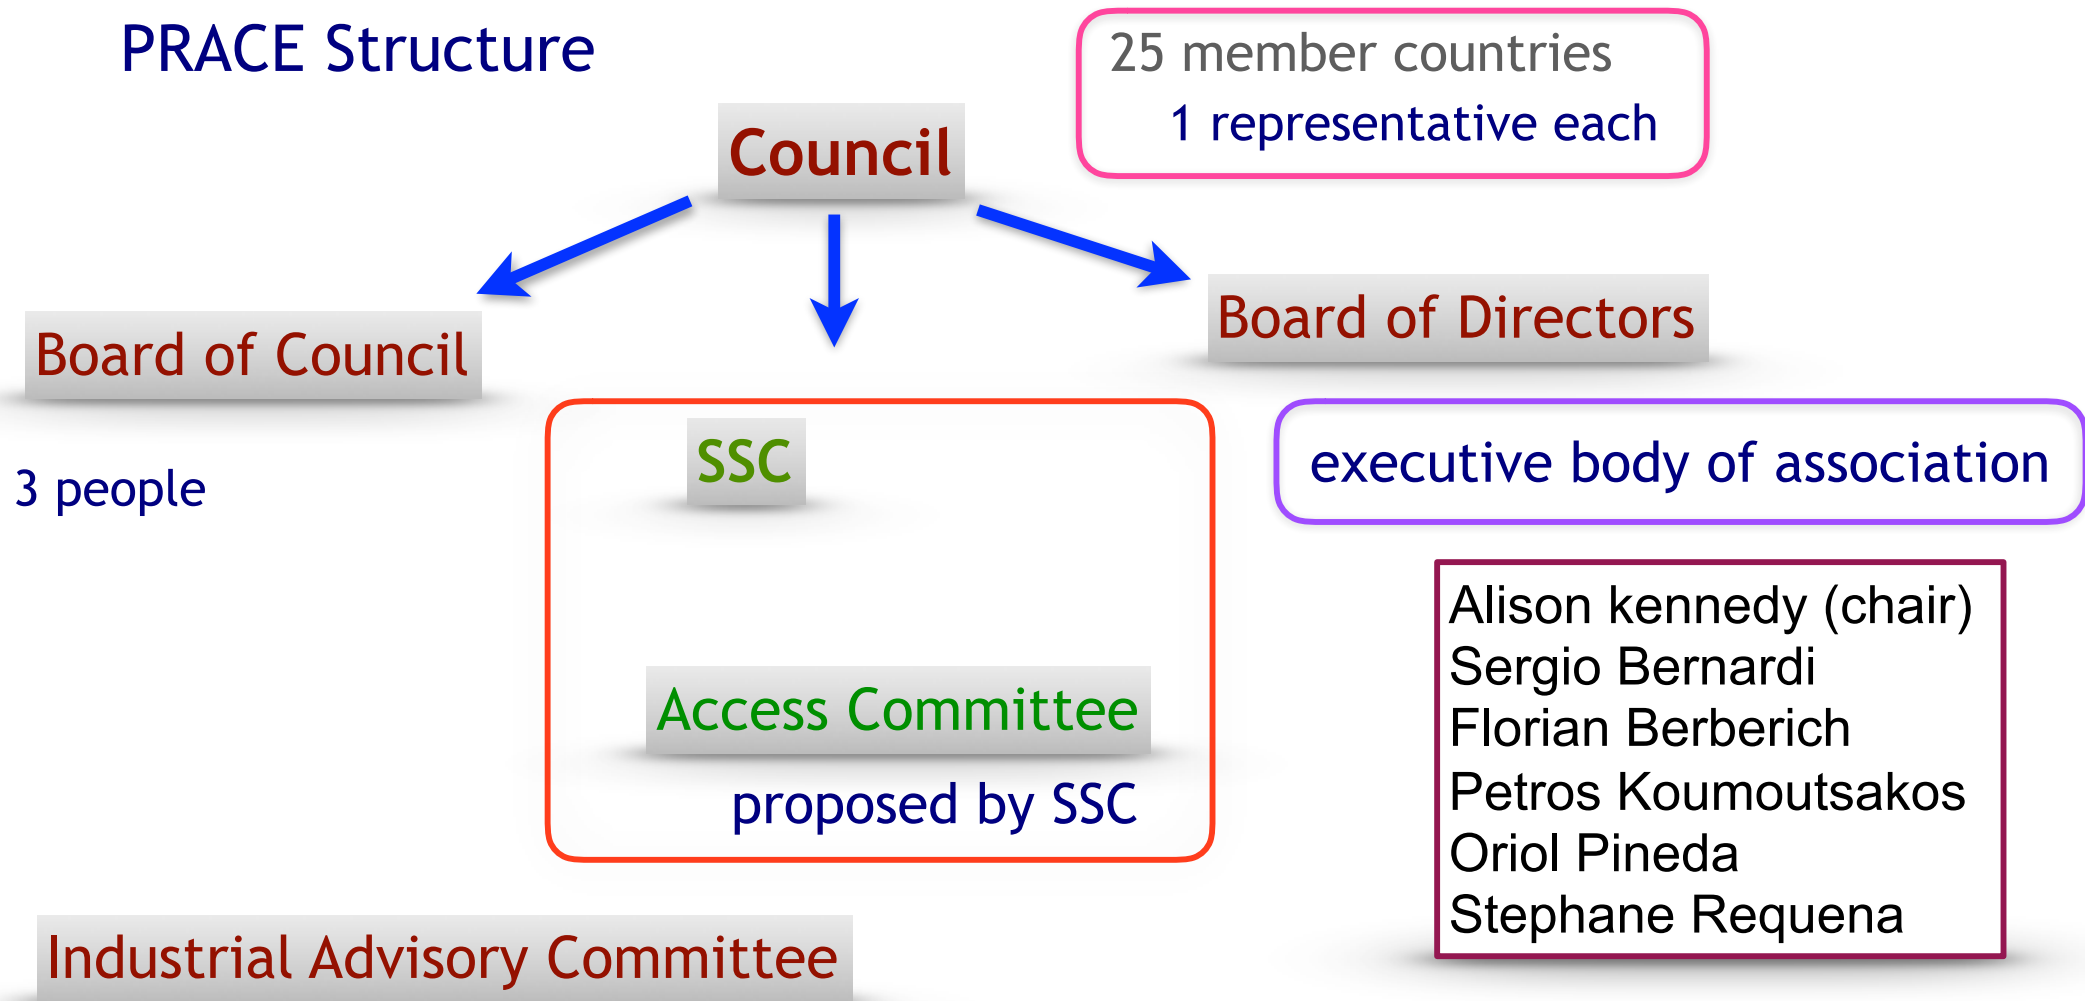 PRACE Structure
25 member countries
1 representative each
Council
Board of Directors
Board of Council
SSC
executive body of association
3 people
Alison kennedy (chair)
Sergio Bernardi
Florian Berberich
Petros Koumoutsakos
Oriol Pineda
Stephane Requena
Access Committee
proposed by SSC
Industrial Advisory Committee